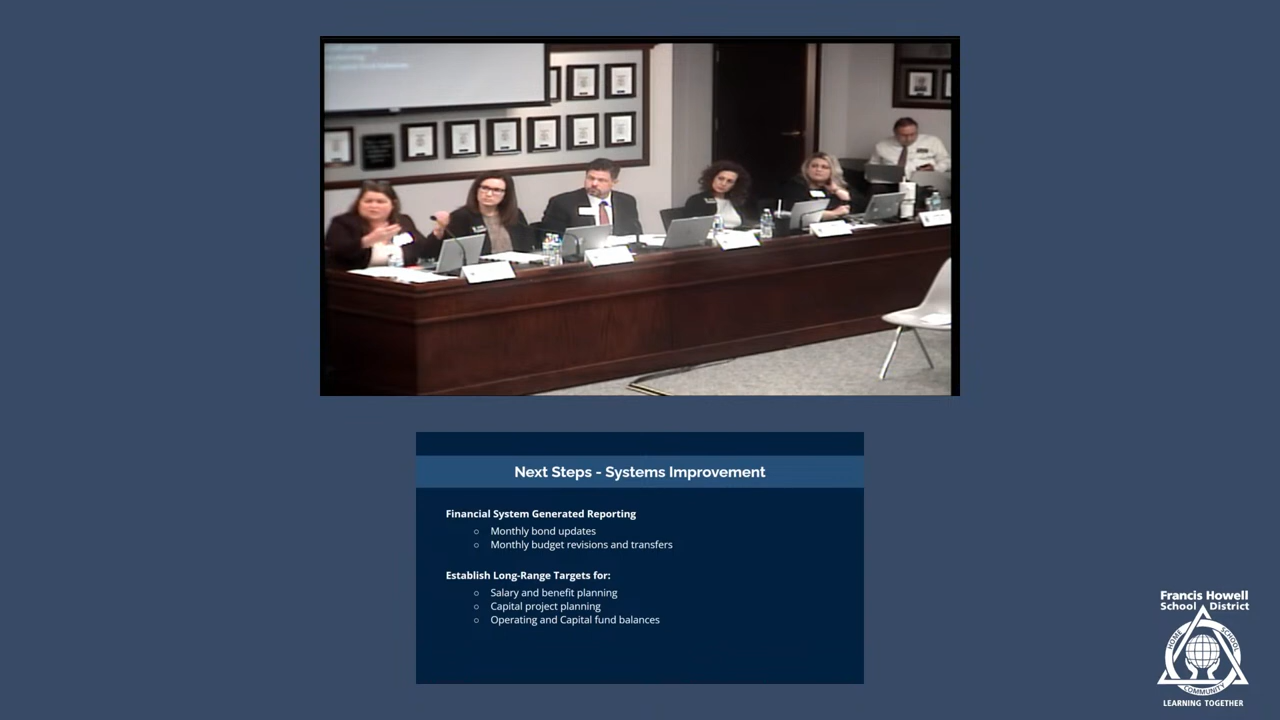 Next Steps - Systems Improvement
Financial System Generated Reporting
○ Monthly bond updates
○ Monthly budget revisions and transfers
Establish Long-Range Targets for:
○ Salary and benefit planning
○ Capital project planning
○ Operating and Capital fund balances
Francis Howell
School District
HOME
SCHOOL
COMMUNITY
LEARNING TOGETHER